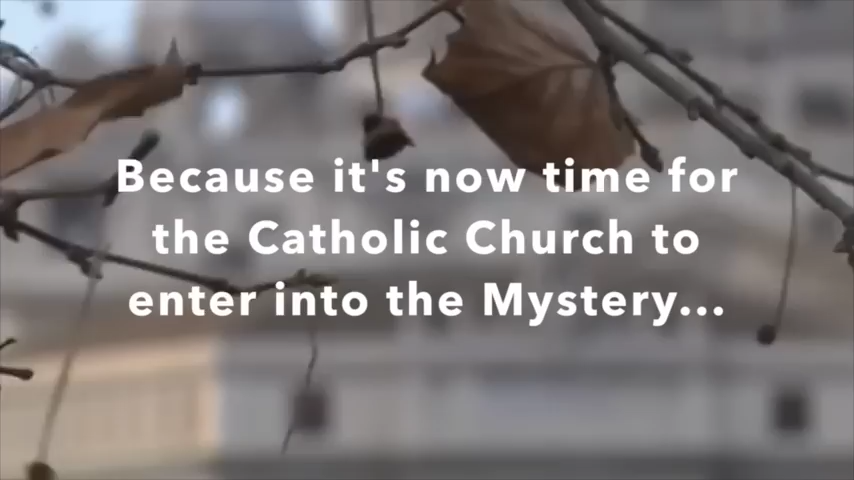 Because it's now time for
the Catholic Church to
enter into the Mystery...